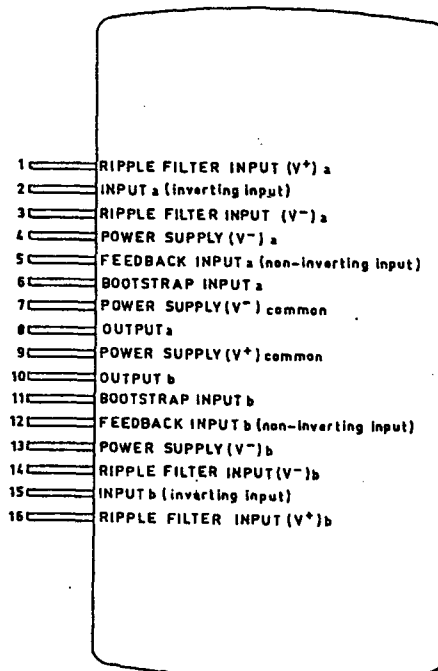 1 RIPPLE FILTER INPUT (V+) a
2 INPUT a (inverting input)
3 RIPPLE FILTER INPUT (V-) a
4 POWER SUPPLY (V-) a
5 FEEDBACK INPUT a (non-inverting input)
6 BOOTSTRAP INPUT a
7 POWER SUPPLY (V-) common
8 OUTPUT a
9 POWER SUPPLY (V+) common
10 OUTPUT b
11 BOOTSTRAP INPUT b
12 FEEDBACK INPUT b (non-inverting input)
13 POWER SUPPLY (V-) b
14 RIPPLE FILTER INPUT (V-) b
15 INPUT b (inverting input)
16 RIPPLE FILTER INPUT (V+) b